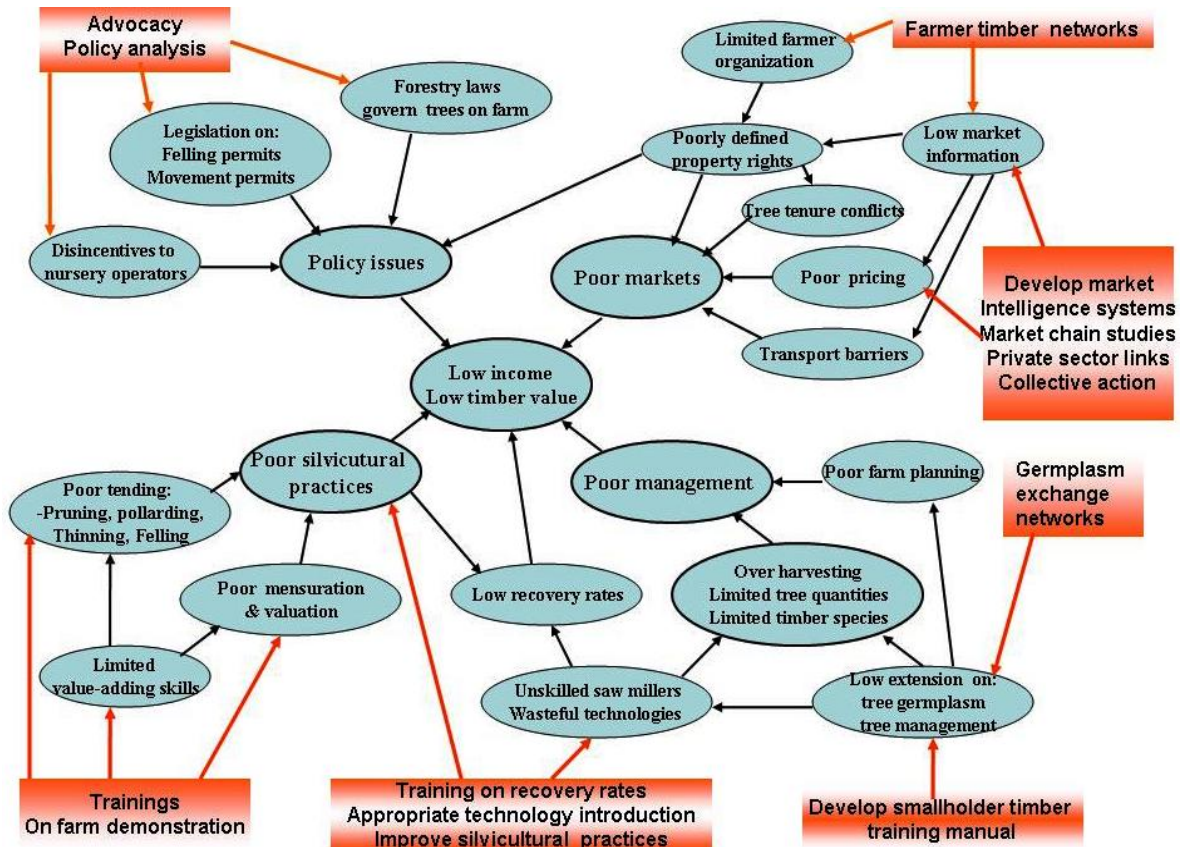 Advocacy
Policy analysis
Limited farmer
organization
Farmer timber networks
Forestry laws
govern trees on farm
Legislation on:
Felling permits
Movement permits
Poorly defined
property rights
Low market
information
Tree tenure conflicts
Disincentives to
nursery operators
Policy issues
Poor markets
Poor pricing
Develop market
Intelligence systems
Market chain studies
Private sector links
Collective action
Transport barriers
Low income
Low timber value
Poor silvicutural
practices
Poor management
Poor farm planning
Germplasm
exchange
networks
Poor tending:
-Pruning, pollarding,
Thinning, Felling
Poor mensuration
& valuation
Low recovery rates
Over harvesting
Limited tree quantities
Limited timber species
Limited
value-adding skills
Unskilled saw millers
Wasteful technologies
Low extension on:
tree germplasm
tree management
Trainings
On farm demonstration
Training on recovery rates
Appropriate technology introduction
Improve silvicultural practices
Develop smallholder timber
training manual